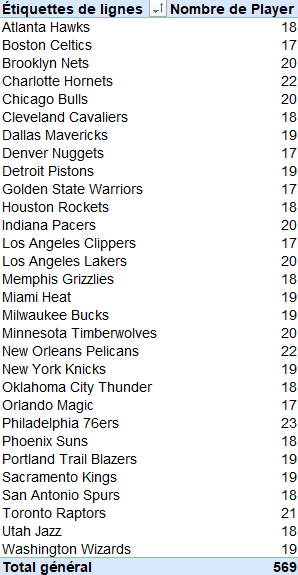 Étiquettes de lignes Nombre de Player
Atlanta Hawks 18
Boston Celtics 17
Brooklyn Nets 20
Charlotte Hornets 22
Chicago Bulls 20
Cleveland Cavaliers 18
Dallas Mavericks 19
Denver Nuggets 17
Detroit Pistons 19
Golden State Warriors 17
Houston Rockets 18
Indiana Pacers 20
Los Angeles Clippers 17
Los Angeles Lakers 20
Memphis Grizzlies 18
Miami Heat 19
Milwaukee Bucks 19
Minnesota Timberwolves 20
New Orleans Pelicans 22
New York Knicks 19
Oklahoma City Thunder 18
Orlando Magic 17
Philadelphia 76ers 23
Phoenix Suns 18
Portland Trail Blazers 19
Sacramento Kings 19
San Antonio Spurs 18
Toronto Raptors 21
Utah Jazz 18
Washington Wizards 19
Total général 569